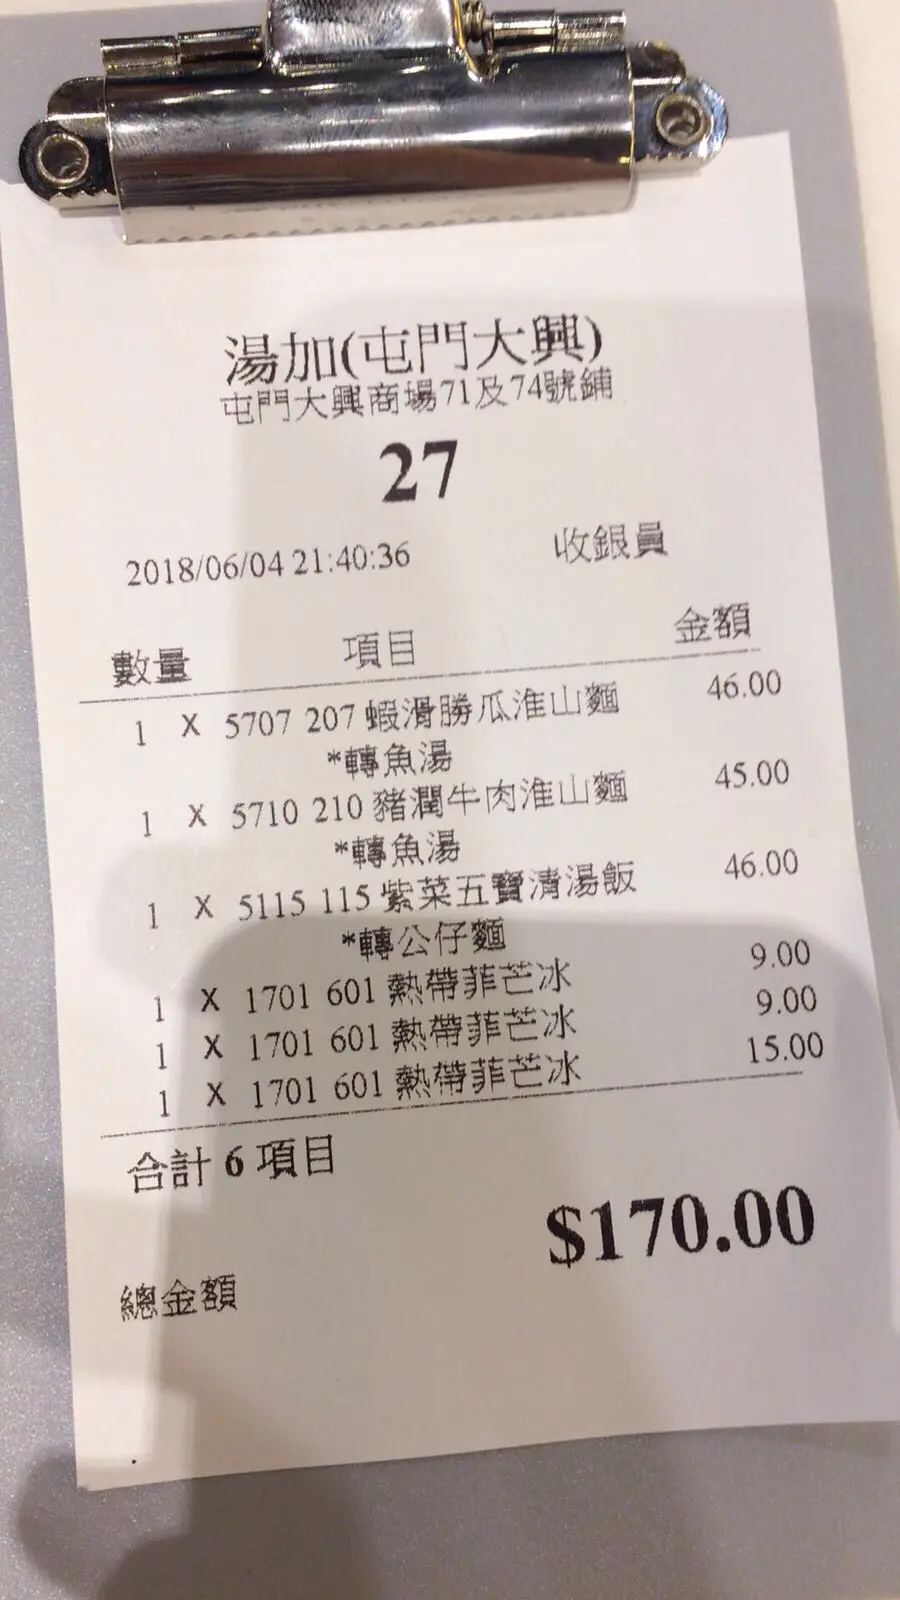 湯加(屯門大興)
屯門大興商場71及74號鋪
27
2018/06/04 21:40:36 收銀員
數量 項目 金額
1 X 5707 207 蝦滑勝瓜淮山麵 46.00
*轉魚湯
1 X 5710 210 豬潤牛肉淮山麵 45.00
*轉魚湯
1 X 5115 115 紫菜五寶清湯飯 46.00
*轉公仔麵
1 X 1701 601 熱帶菲芒冰 9.00
1 X 1701 601 熱帶菲芒冰 9.00
1 X 1701 601 熱帶菲芒冰 15.00
合計 6 項目
$170.00
總金額